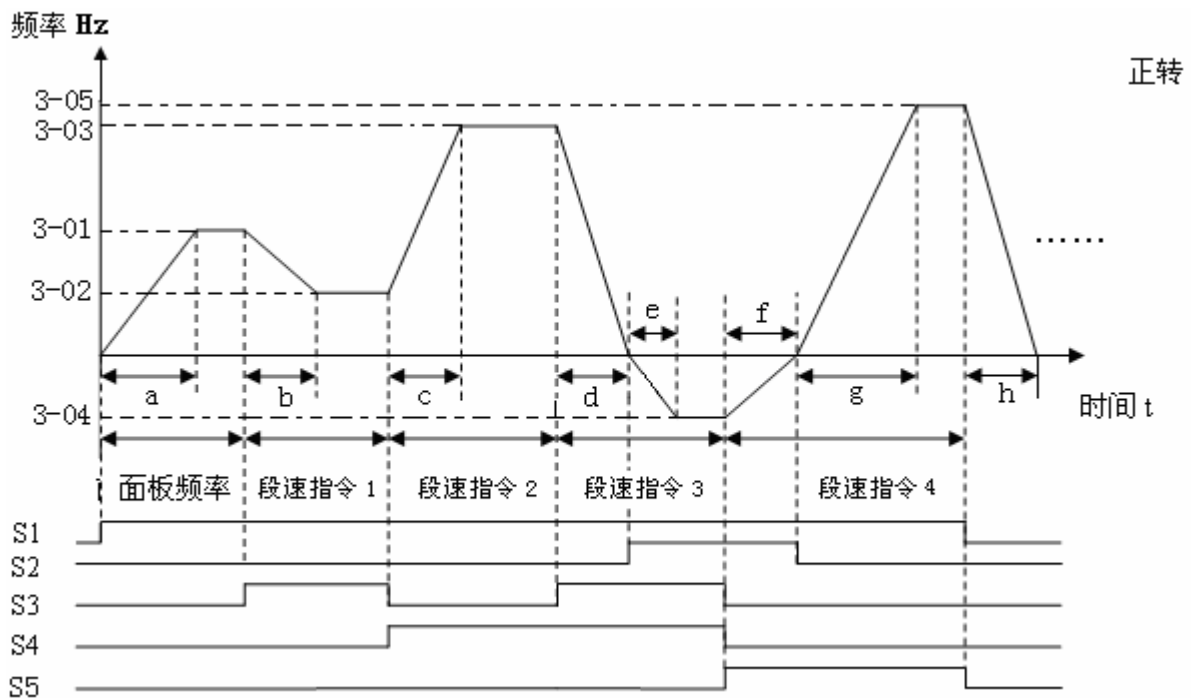 频率 Hz
正转
3-05
3-03
3-01
……
3-02
e
f
a
b
c
d
g
h
3-04
时间 t
面板频率
段速指令 1
段速指令 2
段速指令 3
段速指令 4
S1
S2
S3
S4
S5